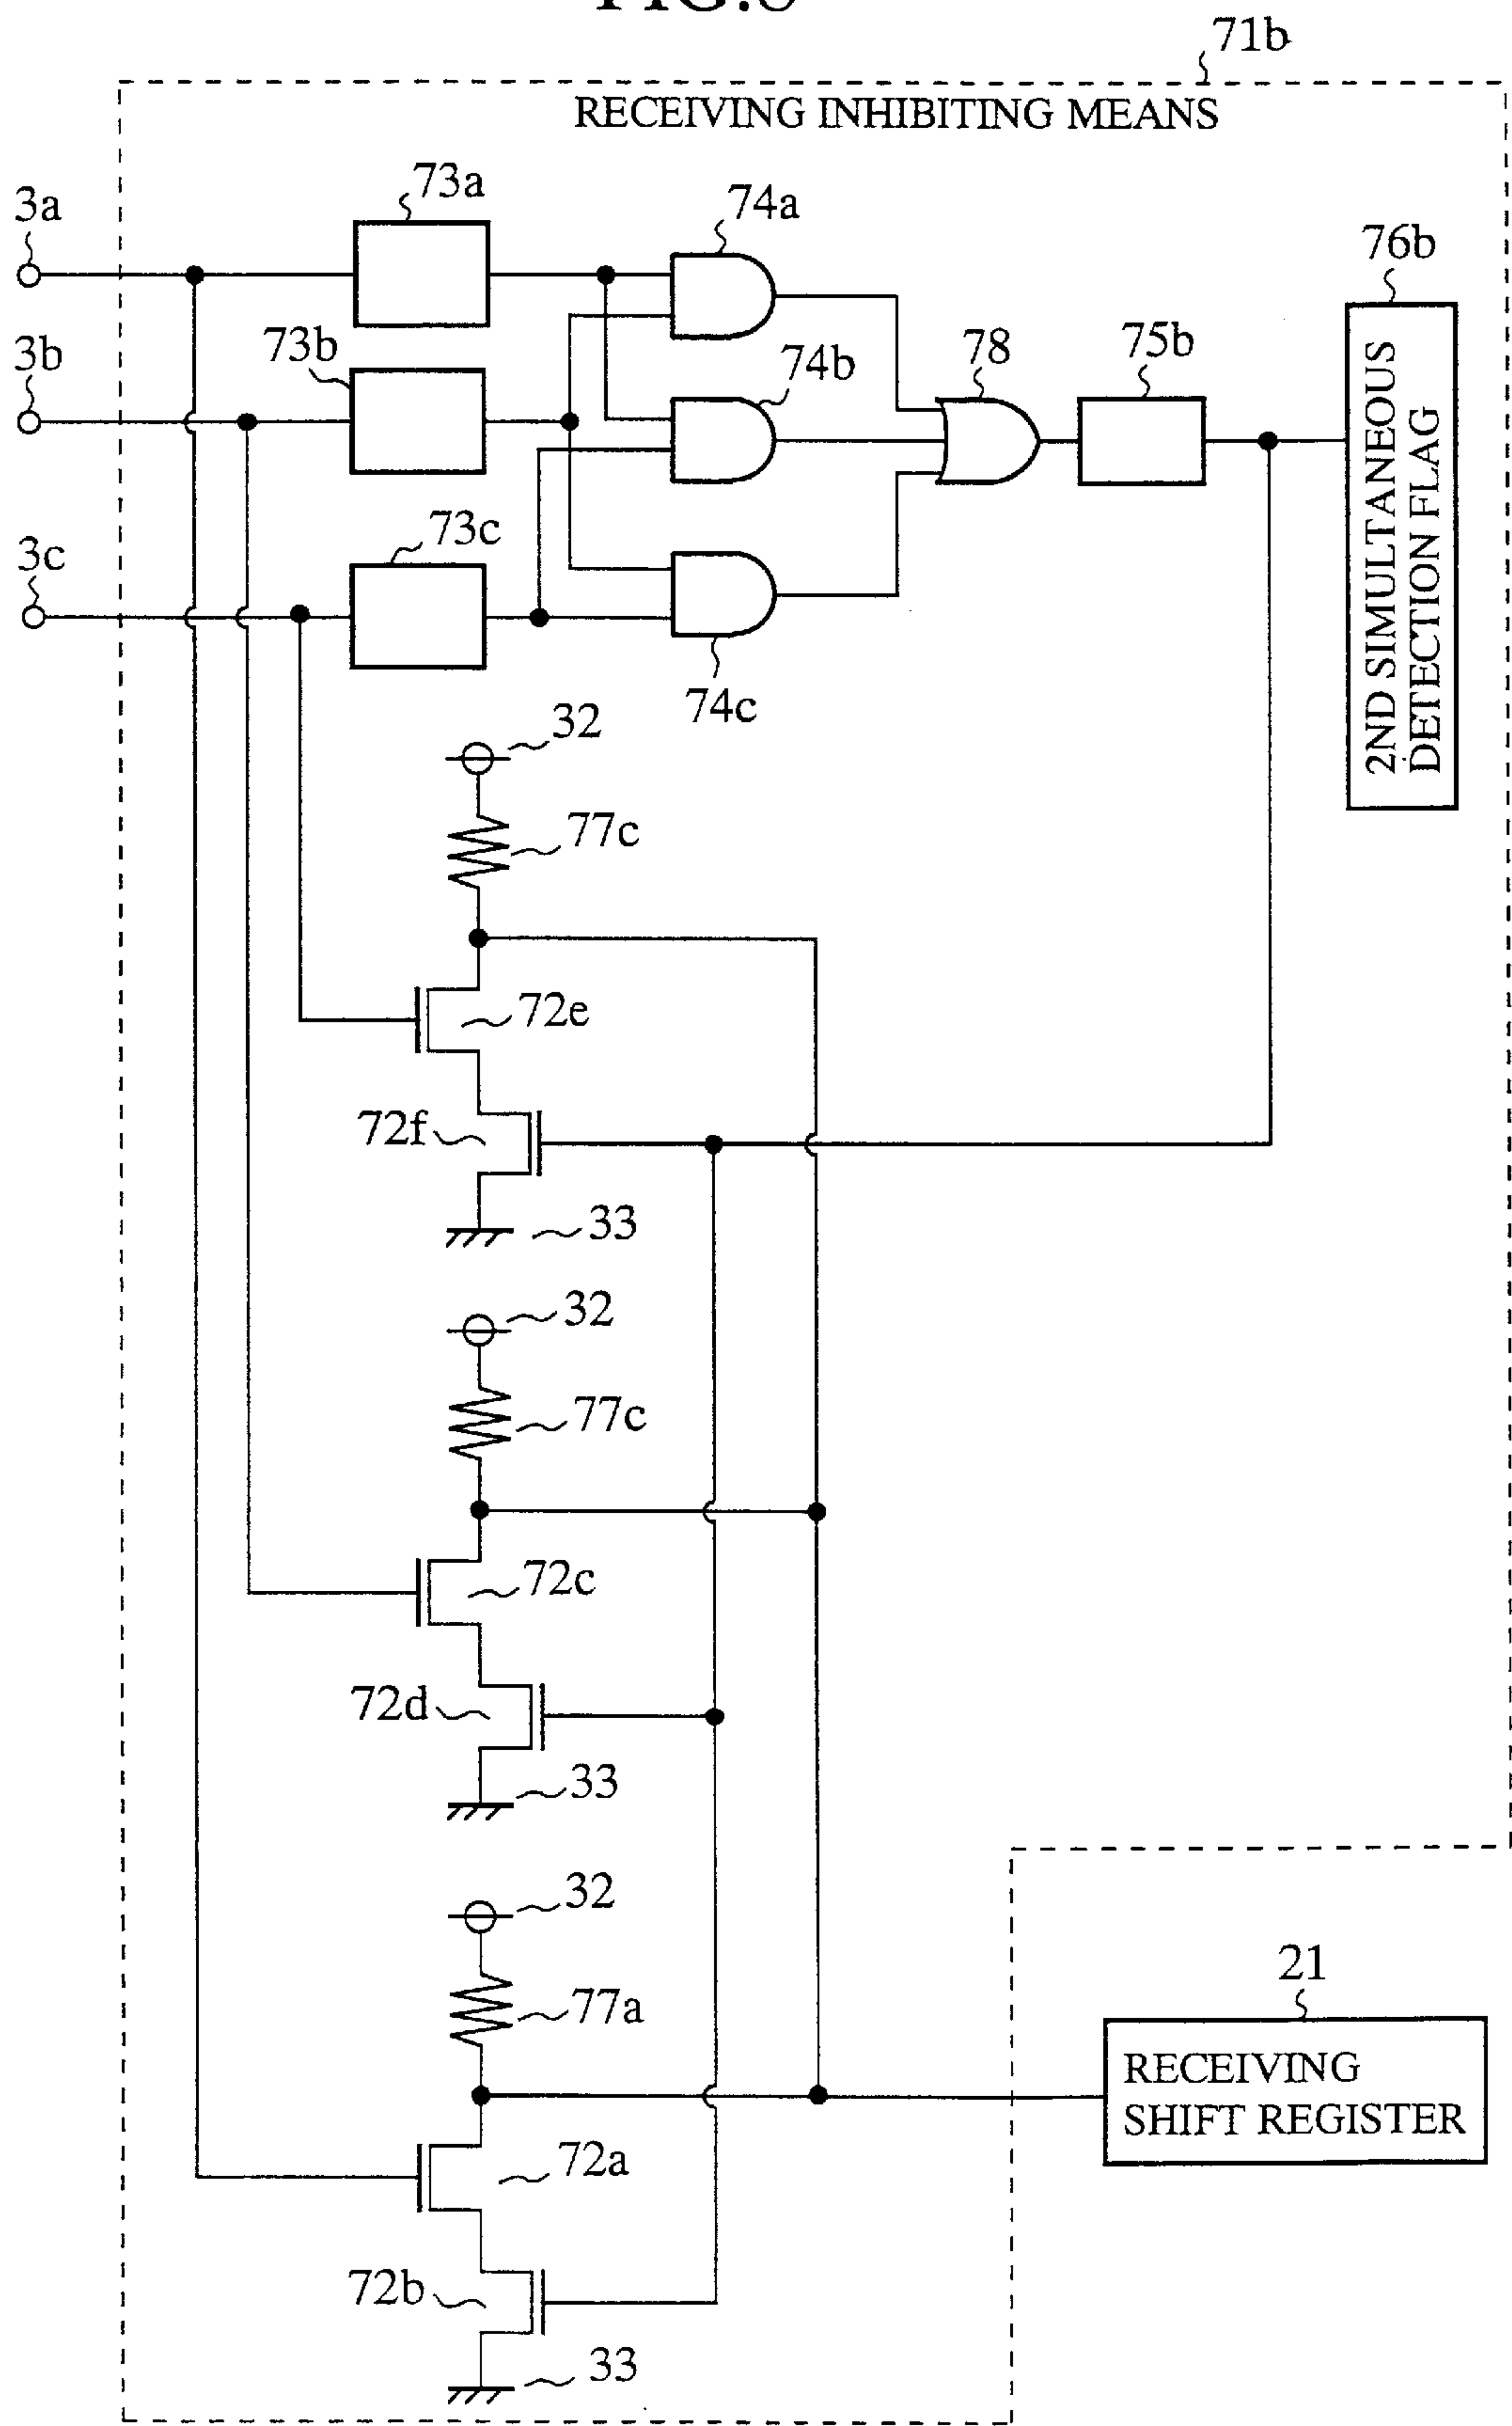 71b
RECEIVING INHIBITING MEANS
3a
73a
74a
76b
3b
73b
74b
78
75b
2ND SIMULTANEOUS
DETECTION FLAG
3c
73c
74c
32
77c
72e
72f
33
32
77c
72c
72d
33
32
77a
21
RECEIVING
SHIFT REGISTER
72a
72b
33